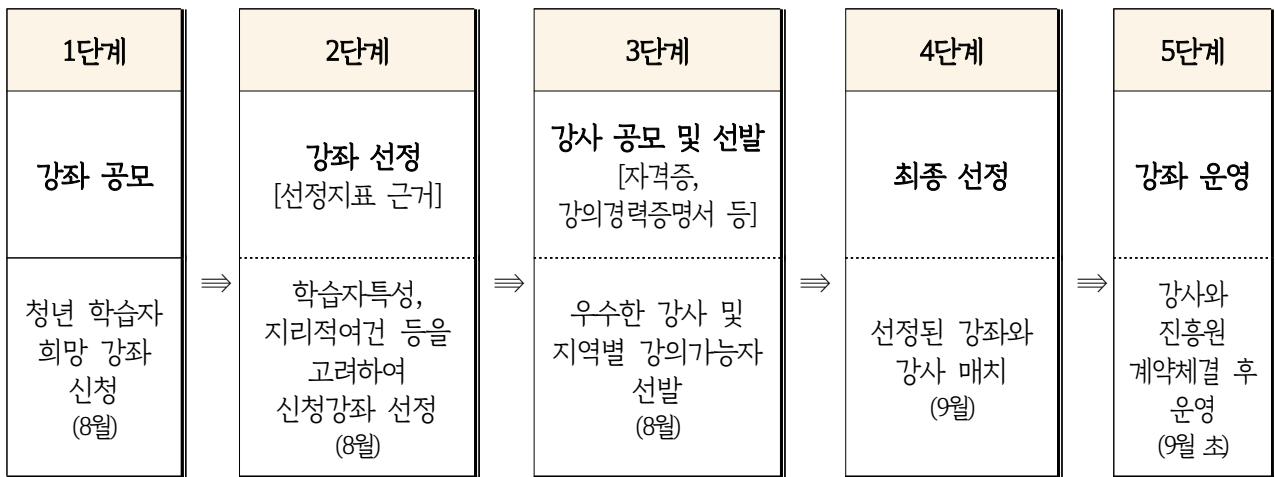 1단계
강좌 공모
청년 학습자
희망 강좌
신청
(8월)
⇛
2단계
강좌 선정
[선정지표 근거]
학습자특성,
지리적여건 등을
고려하여
신청강좌 선정
(8월)
⇛
3단계
강사 공모 및 선발
[자격증,
강의경력증명서 등]
우수한 강사 및
지역별 강의가능자
선발
(8월)
⇛
4단계
최종 선정
선정된 강좌와
강사 매치
(9월)
⇛
5단계
강좌 운영
강사와
진흥원
계약체결 후
운영
(9월 초)